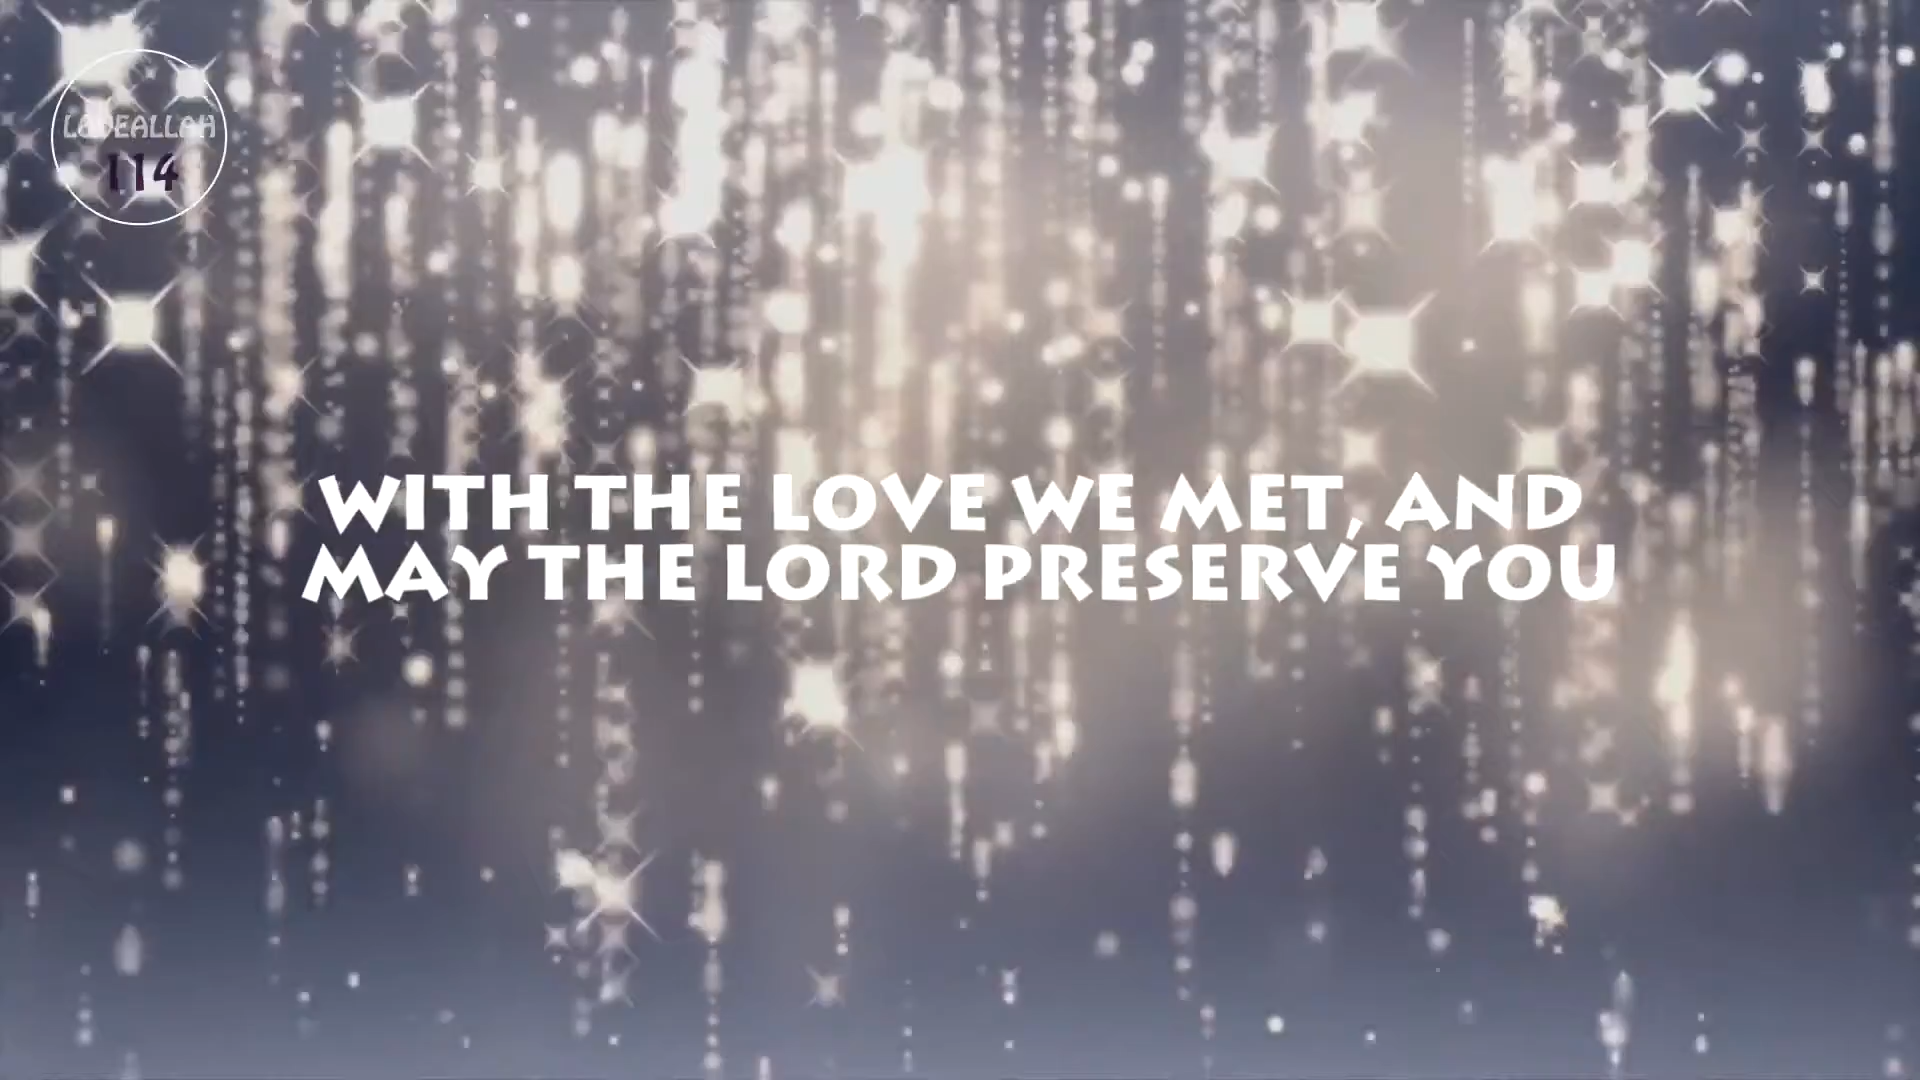 LOVEALLAH
114
WITH THE LOVE WE MET, AND
MAY THE LORD PRESERVE YOU